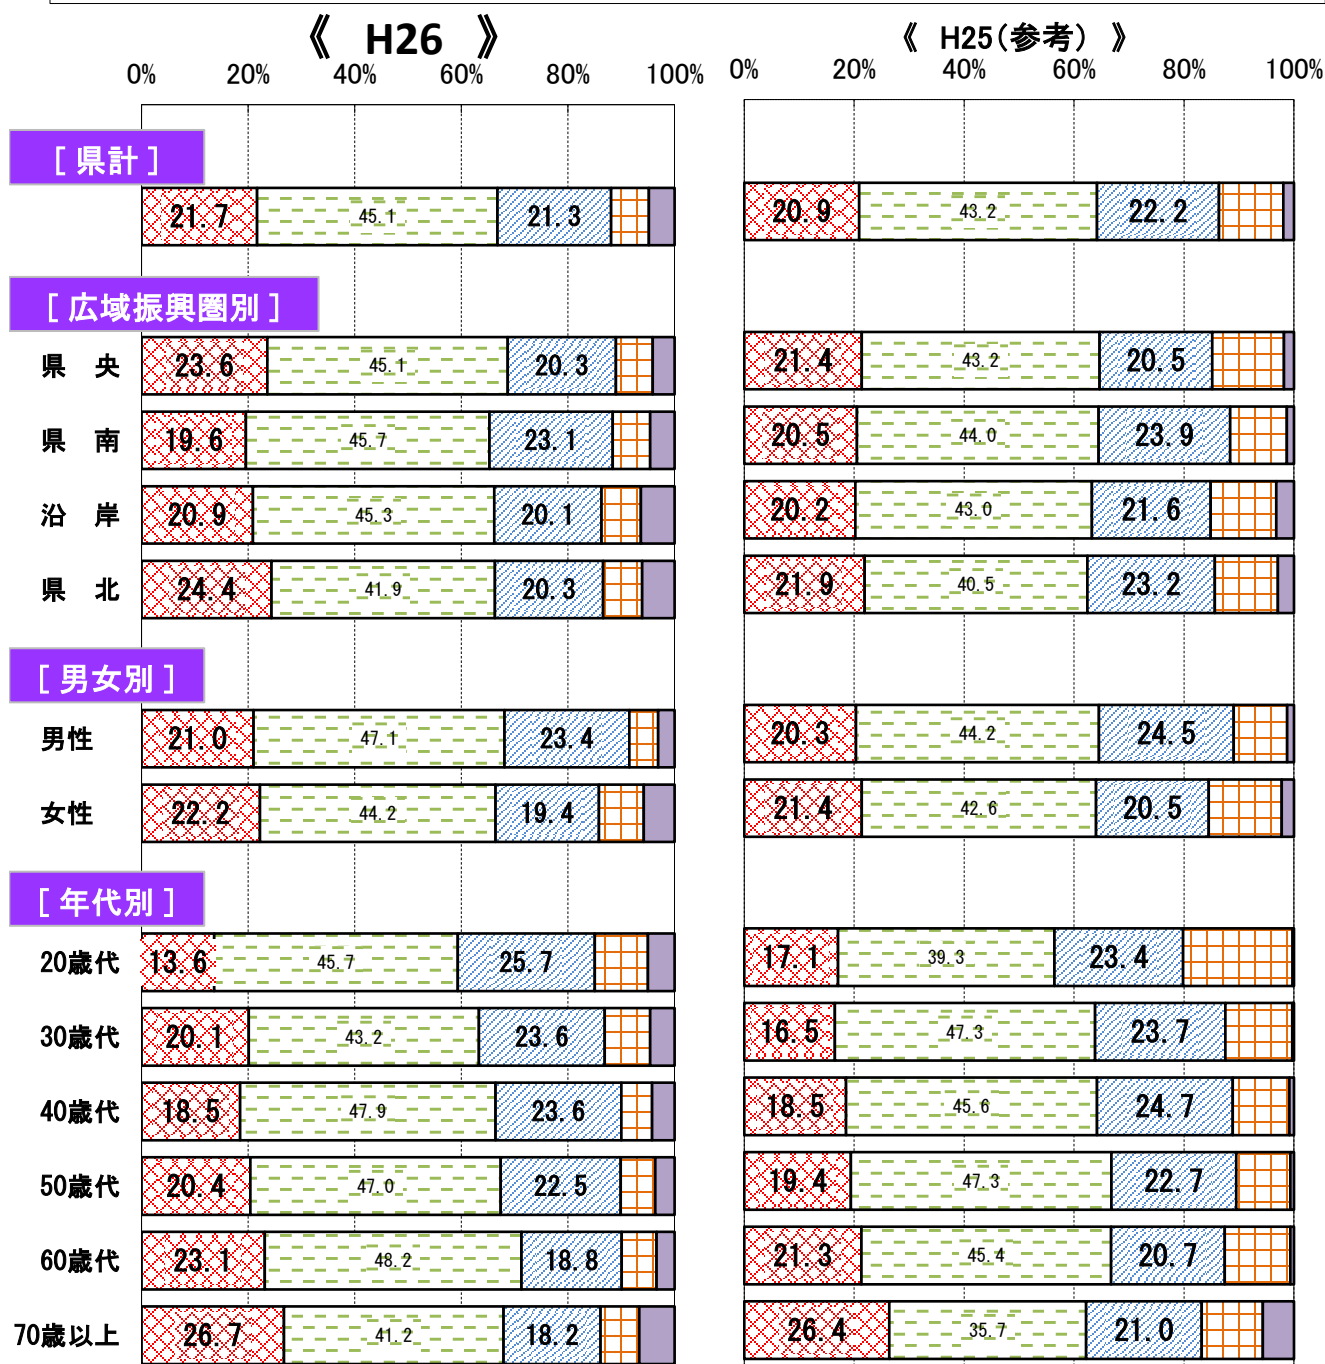 《 H26 》
《 H25(参考) 》
0% 20% 40% 60% 80% 100%
0% 20% 40% 60% 80% 100%
[ 県計 ]
21.7 45.1 21.3
20.9 43.2 22.2
[ 広域振興圏別 ]
県 央 23.6 45.1 20.3
21.4 43.2 20.5
県 南 19.6 45.7 23.1
20.5 44.0 23.9
沿 岸 20.9 45.3 20.1
20.2 43.0 21.6
県 北 24.4 41.9 20.3
21.9 40.5 23.2
[ 男女別 ]
男性 21.0 47.1 23.4
20.3 44.2 24.5
女性 22.2 44.2 19.4
21.4 42.6 20.5
[ 年代別 ]
20歳代 13.6 45.7 25.7
17.1 39.3 23.4
30歳代 20.1 43.2 23.6
16.5 47.3 23.7
40歳代 18.5 47.9 23.6
18.5 45.6 24.7
50歳代 20.4 47.0 22.5
19.4 47.3 22.7
60歳代 23.1 48.2 18.8
21.3 45.4 20.7
70歳以上 26.7 41.2 18.2
26.4 35.7 21.0